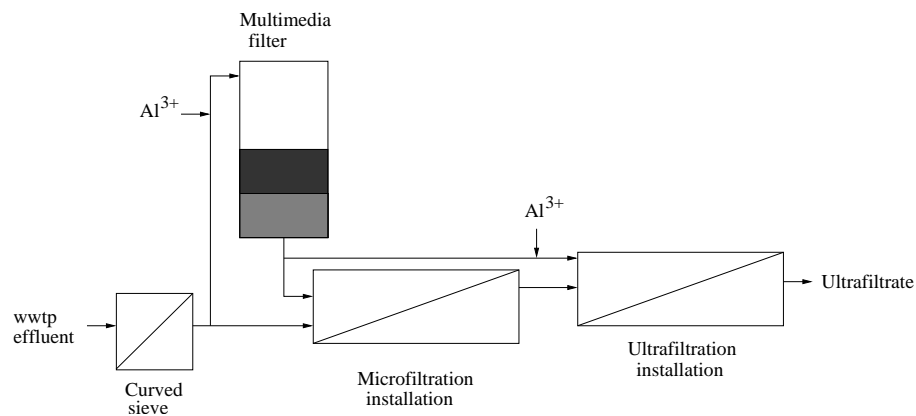 Multimedia
filter
Al3+
Al3+
wwtp
effluent
Curved
sieve
Microfiltration
installation
Ultrafiltration
installation
Ultrafiltrate